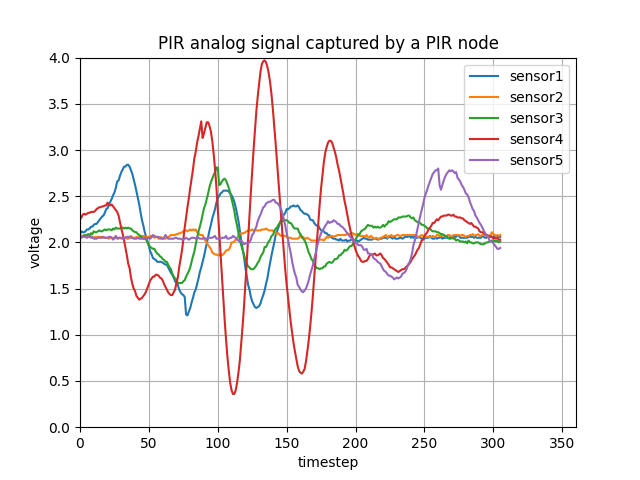 PIR analog signal captured by a PIR node
4.0
3.5
3.0
2.5
2.0
1.5
1.0
0.5
0.0
voltage
sensor1
sensor2
sensor3
sensor4
sensor5
0 50 100 150 200 250 300 350
timestep